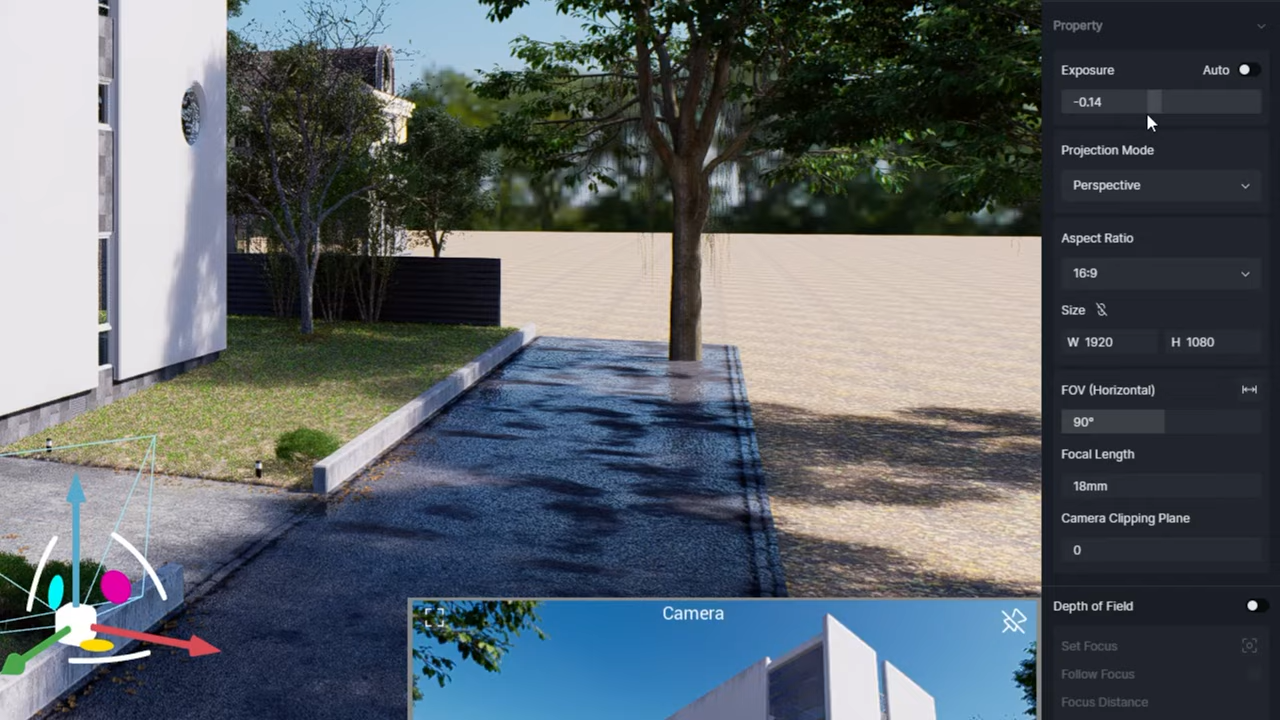 Property
Exposure Auto
-0.14
Projection Mode
Perspective
Aspect Ratio
16:9
Size
W 1920 H 1080
FOV (Horizontal)
90°
Focal Length
18mm
Camera Clipping Plane
0
Depth of Field
Set Focus
Follow Focus
Focus Distance
Camera